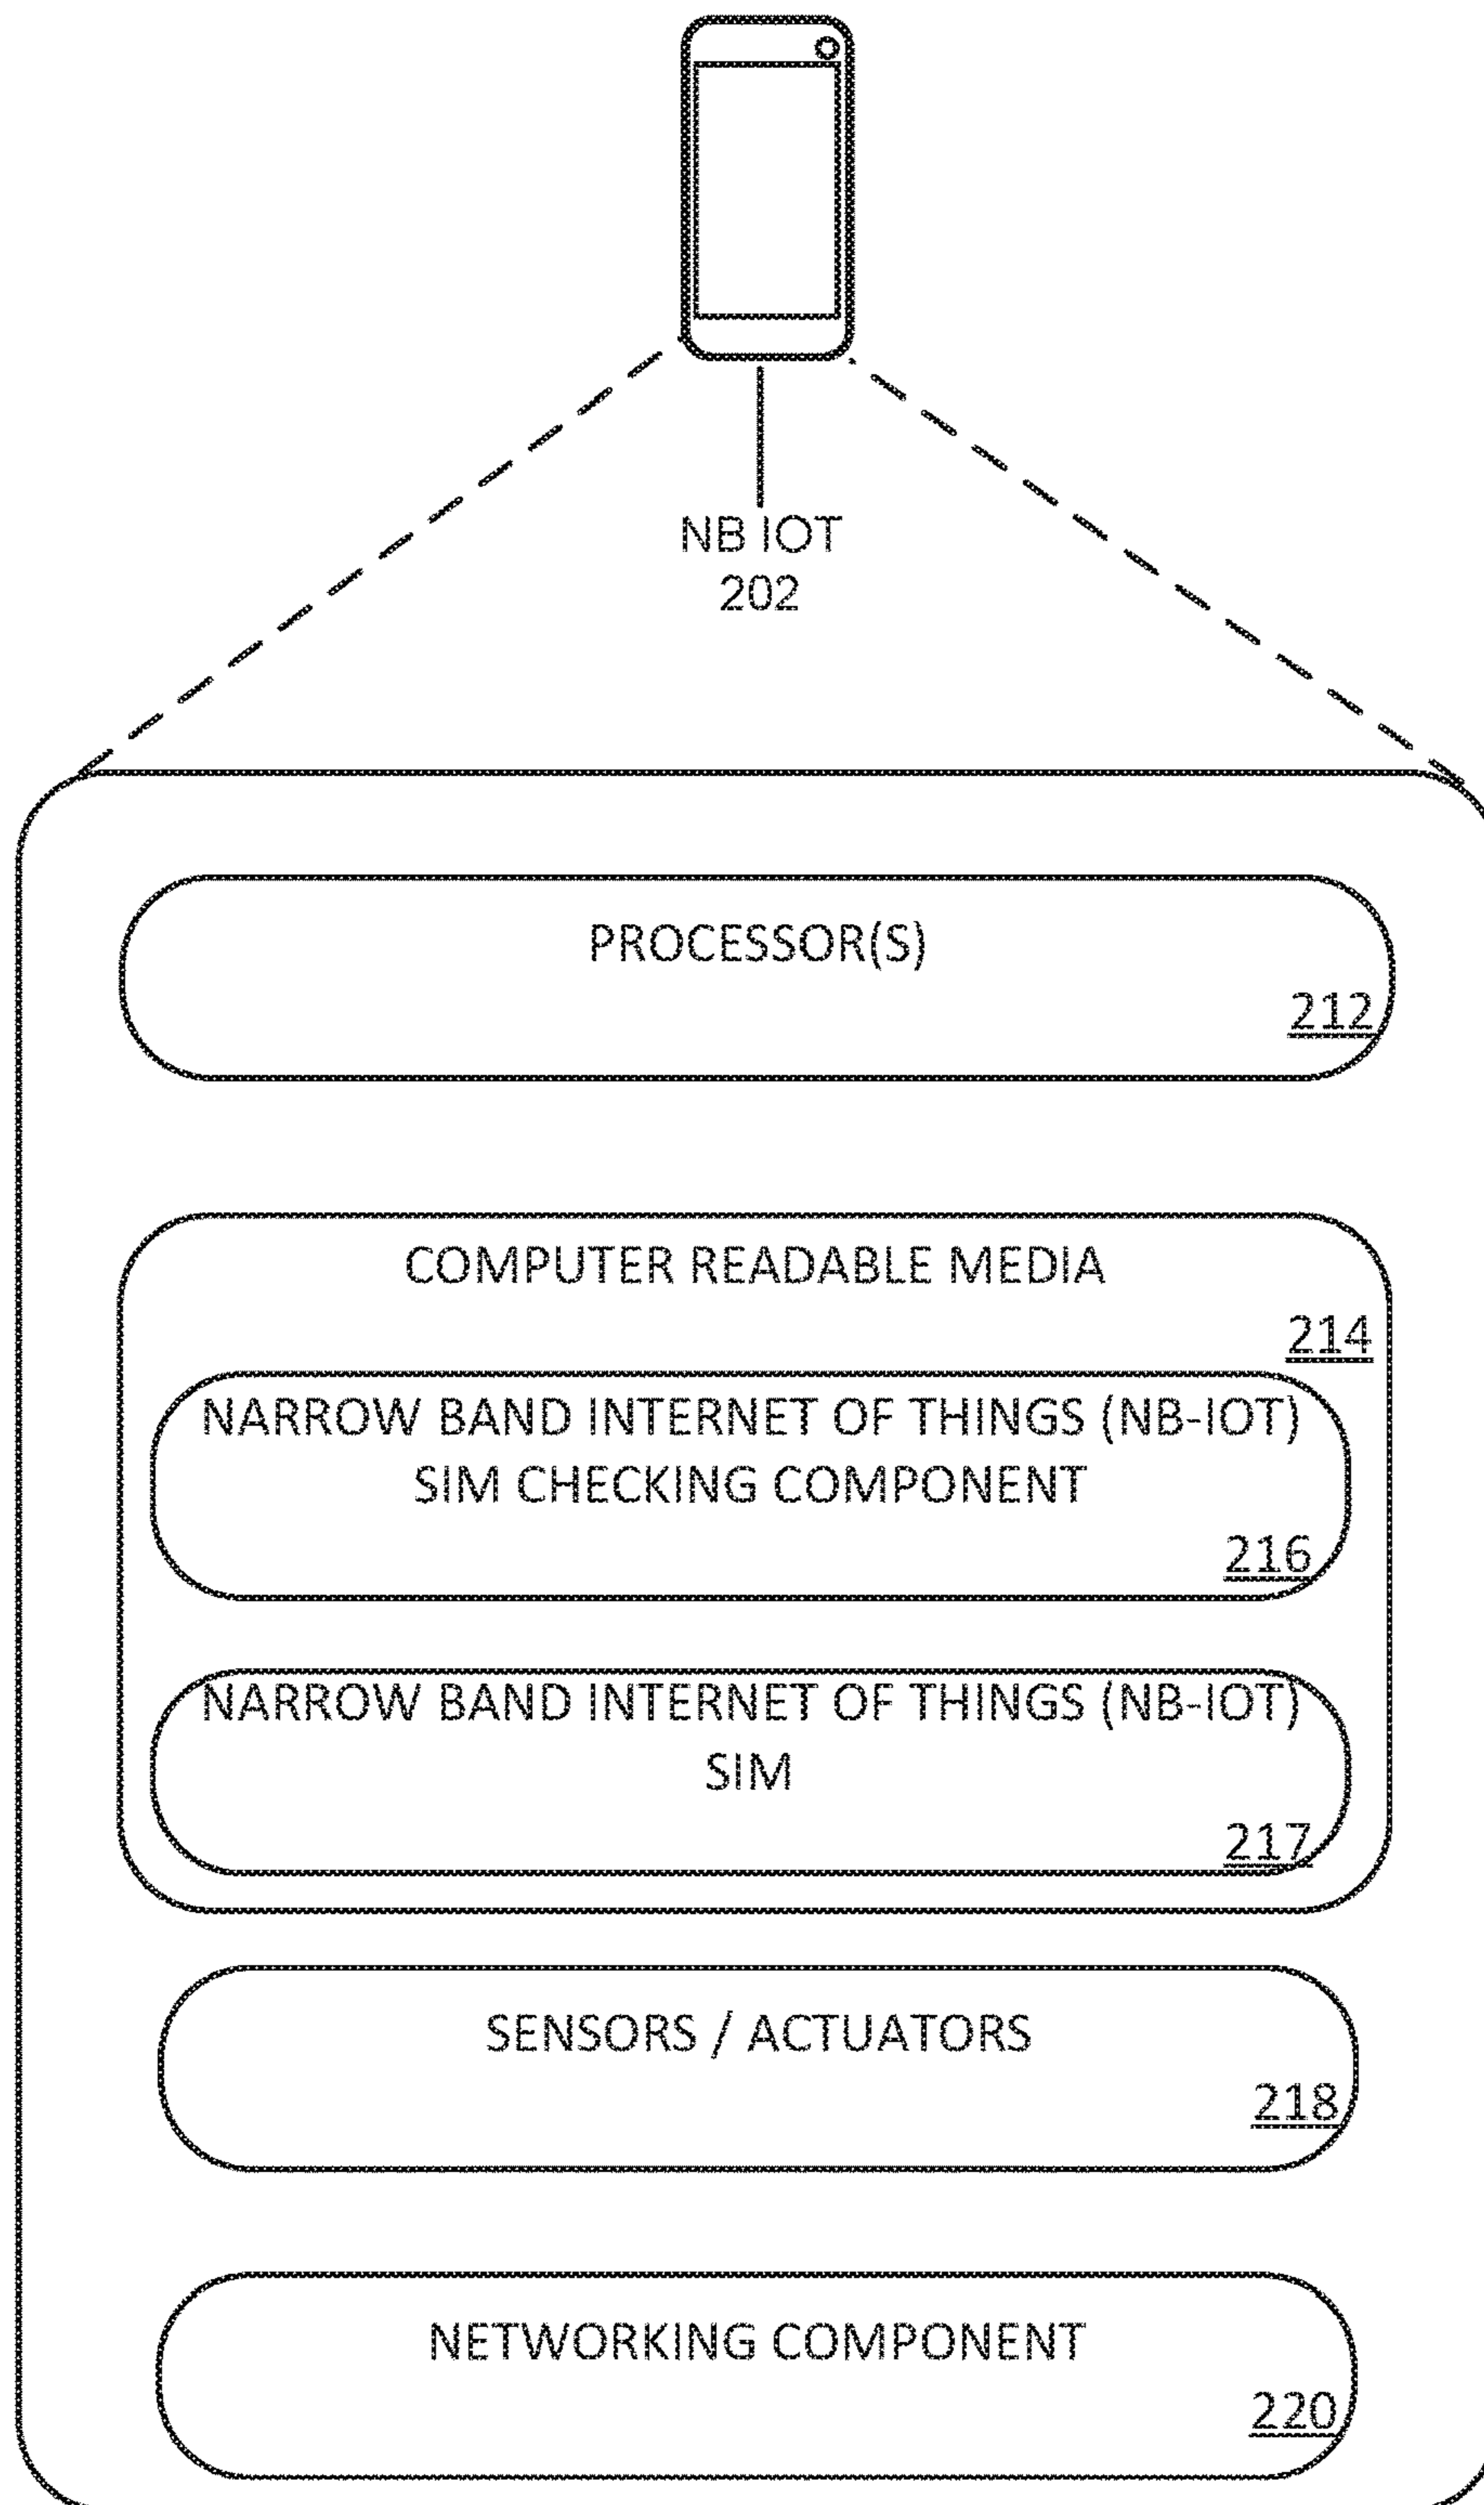 NB IOT
202
PROCESSOR(S)
212
COMPUTER READABLE MEDIA
214
NARROW BAND INTERNET OF THINGS (NB-IOT)
SIM CHECKING COMPONENT
216
NARROW BAND INTERNET OF THINGS (NB-IOT)
SIM
217
SENSORS / ACTUATORS
218
NETWORKING COMPONENT
220